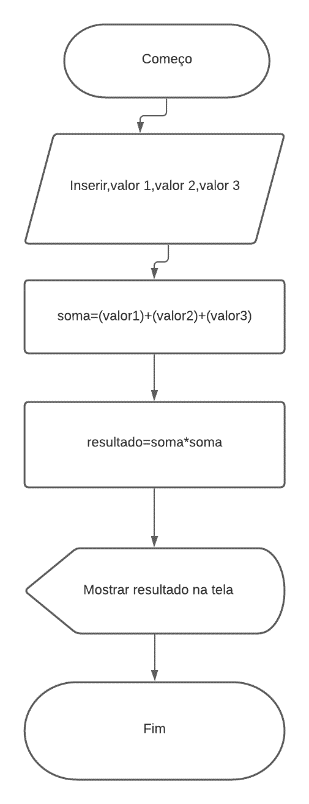 Começo
Inserir,valor 1,valor 2,valor 3
soma=(valor1)+(valor2)+(valor3)
resultado=soma*soma
Mostrar resultado na tela
Fim